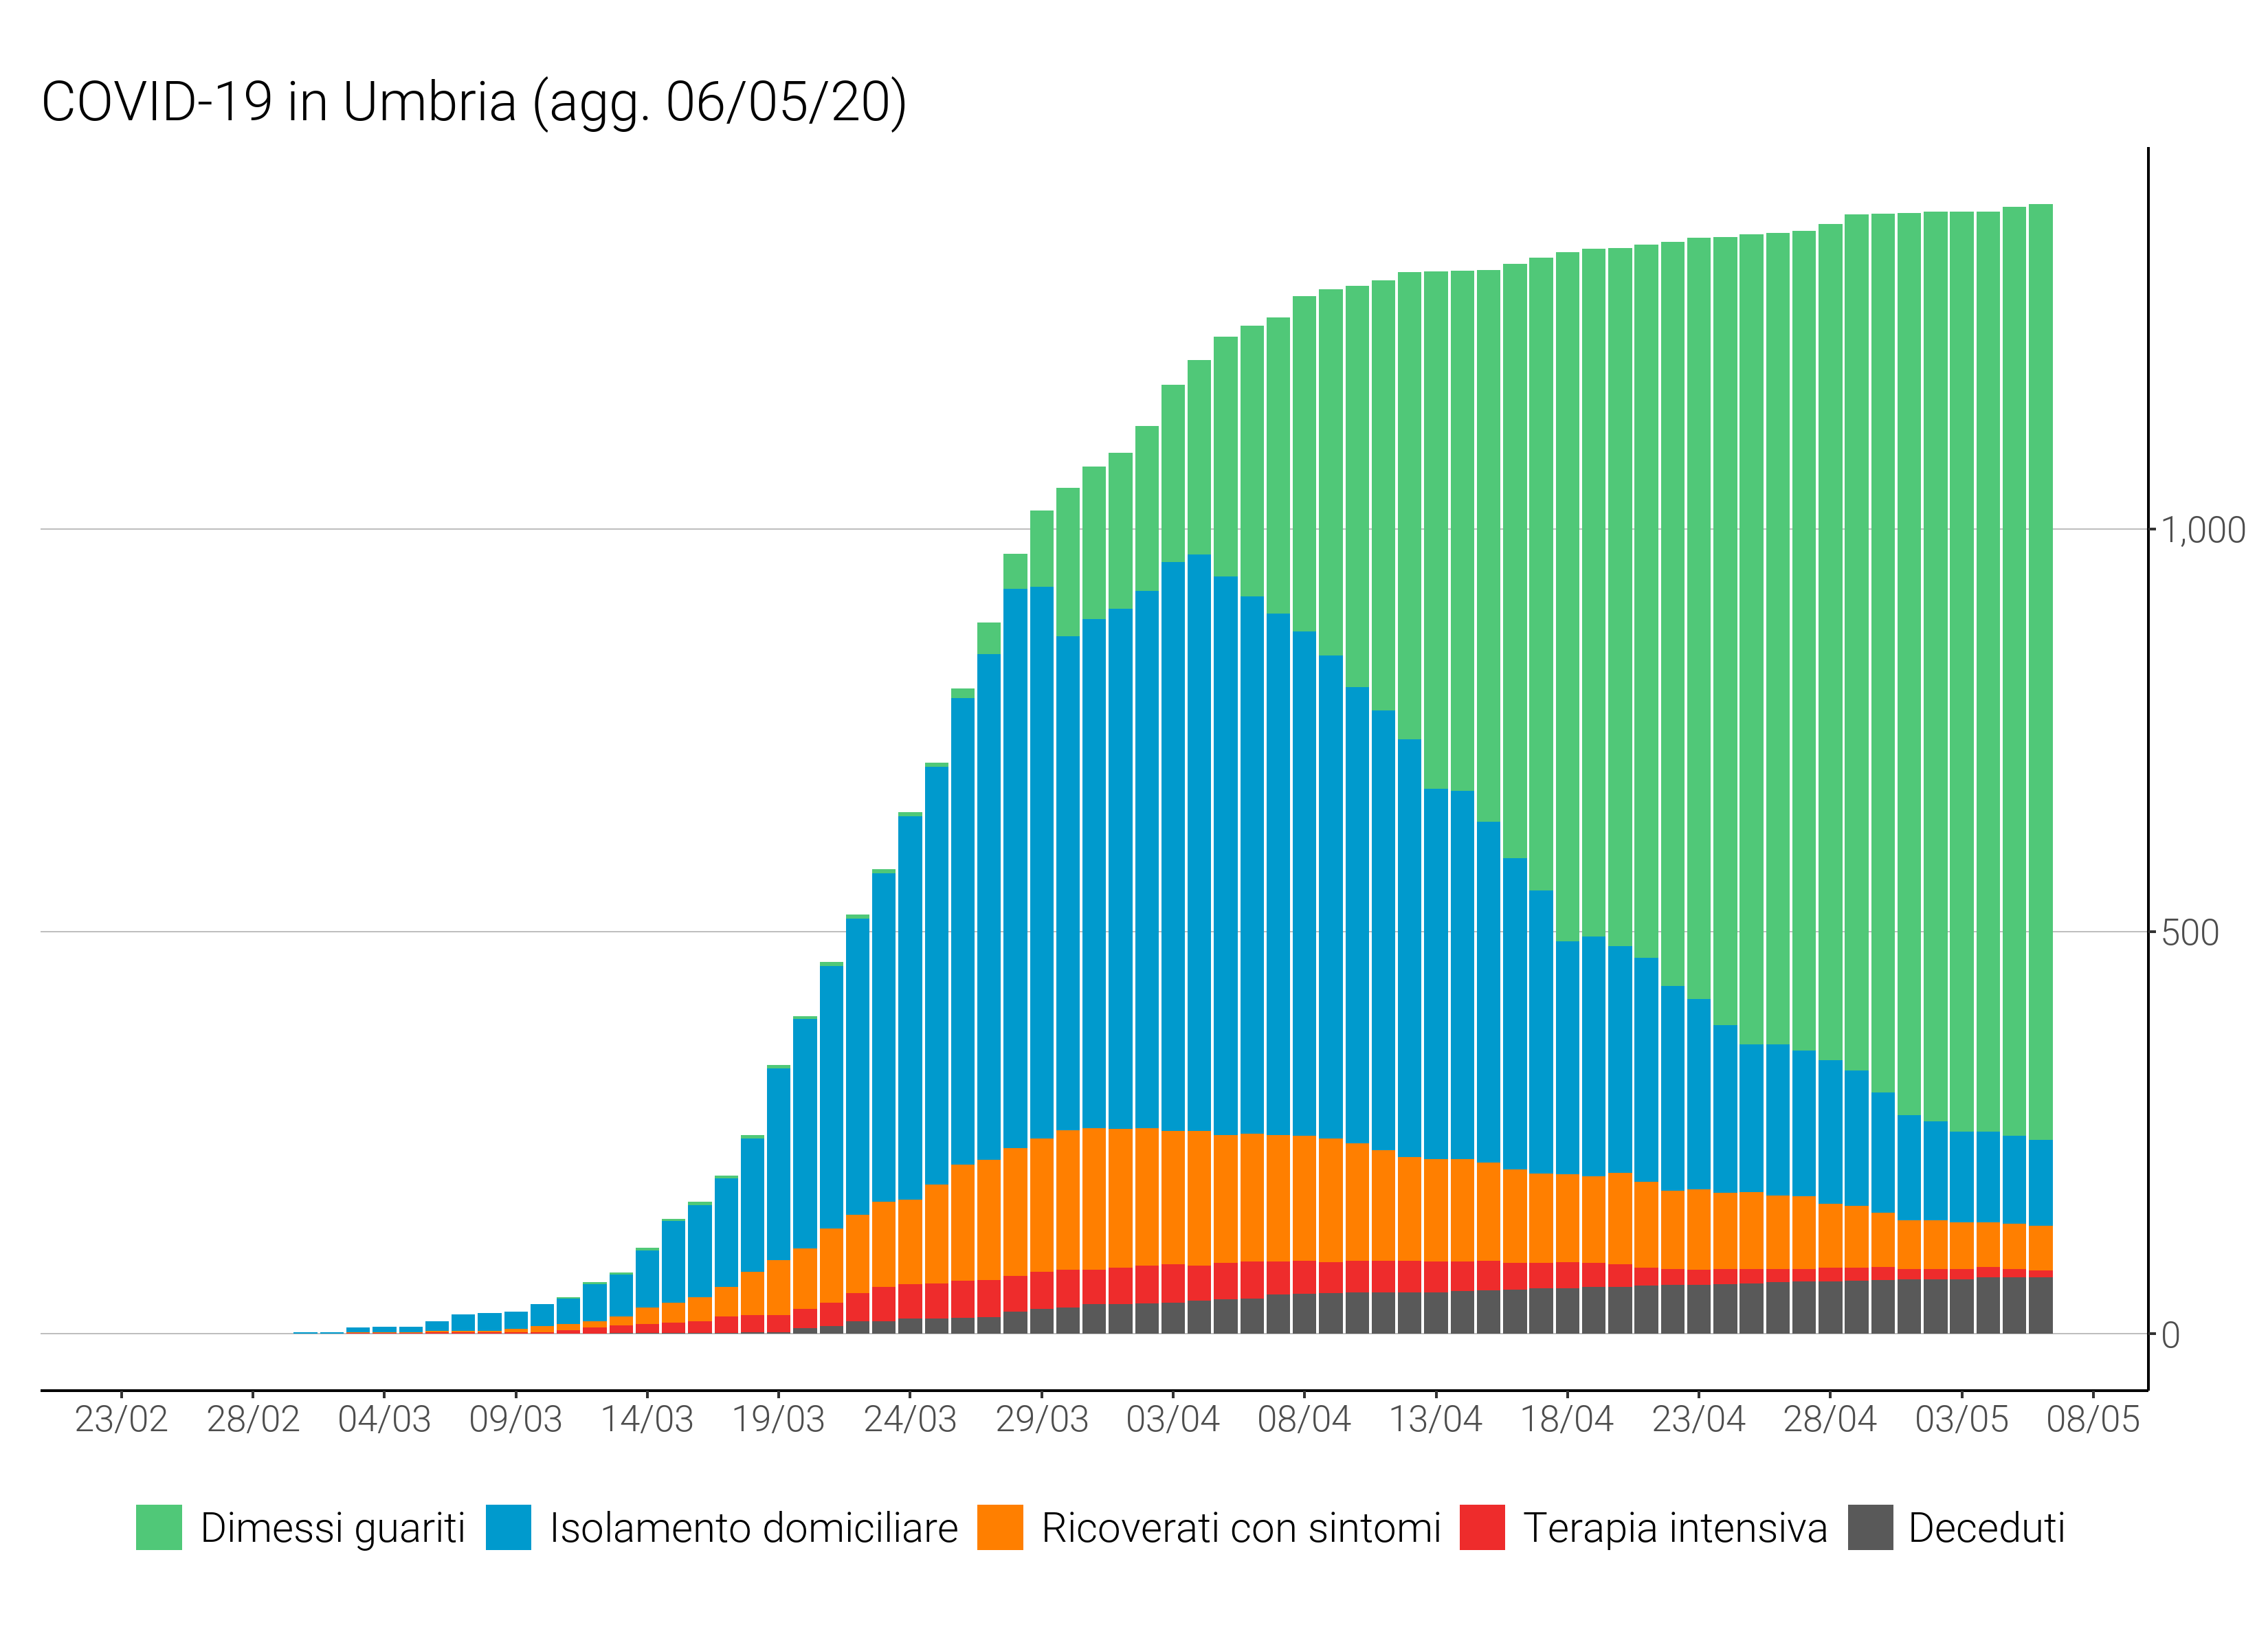 COVID-19 in Umbria (agg. 06/05/20)
1,000
500
0
23/02 28/02 04/03 09/03 14/03 19/03 24/03 29/03 03/04 08/04 13/04 18/04 23/04 28/04 03/05 08/05
Dimessi guariti Isolamento domiciliare Ricoverati con sintomi Terapia intensiva Deceduti